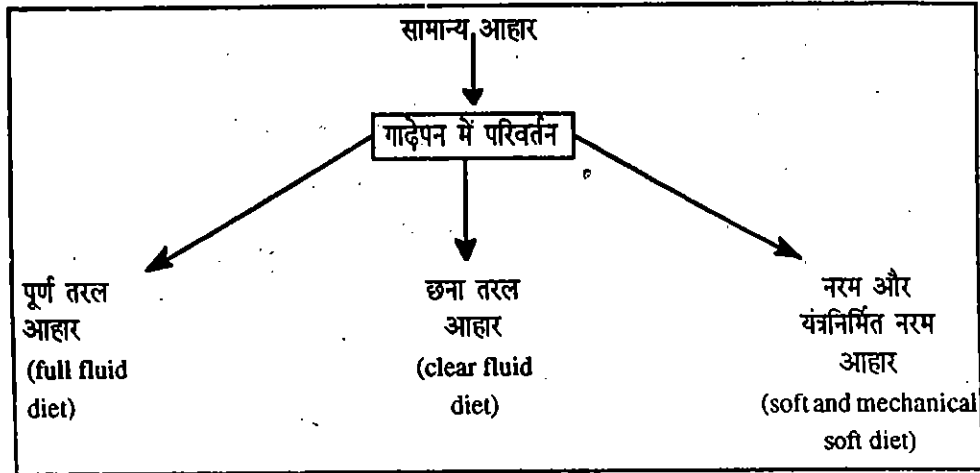 सामान्य आहार
गाढ़ेपन में परिवर्तन
पूर्ण तरल
आहार
(full fluid
diet)
छना तरल
आहार
(clear fluid
diet)
नरम और
यंत्रनिर्मित नरम
आहार
(soft and mechanical
soft diet)